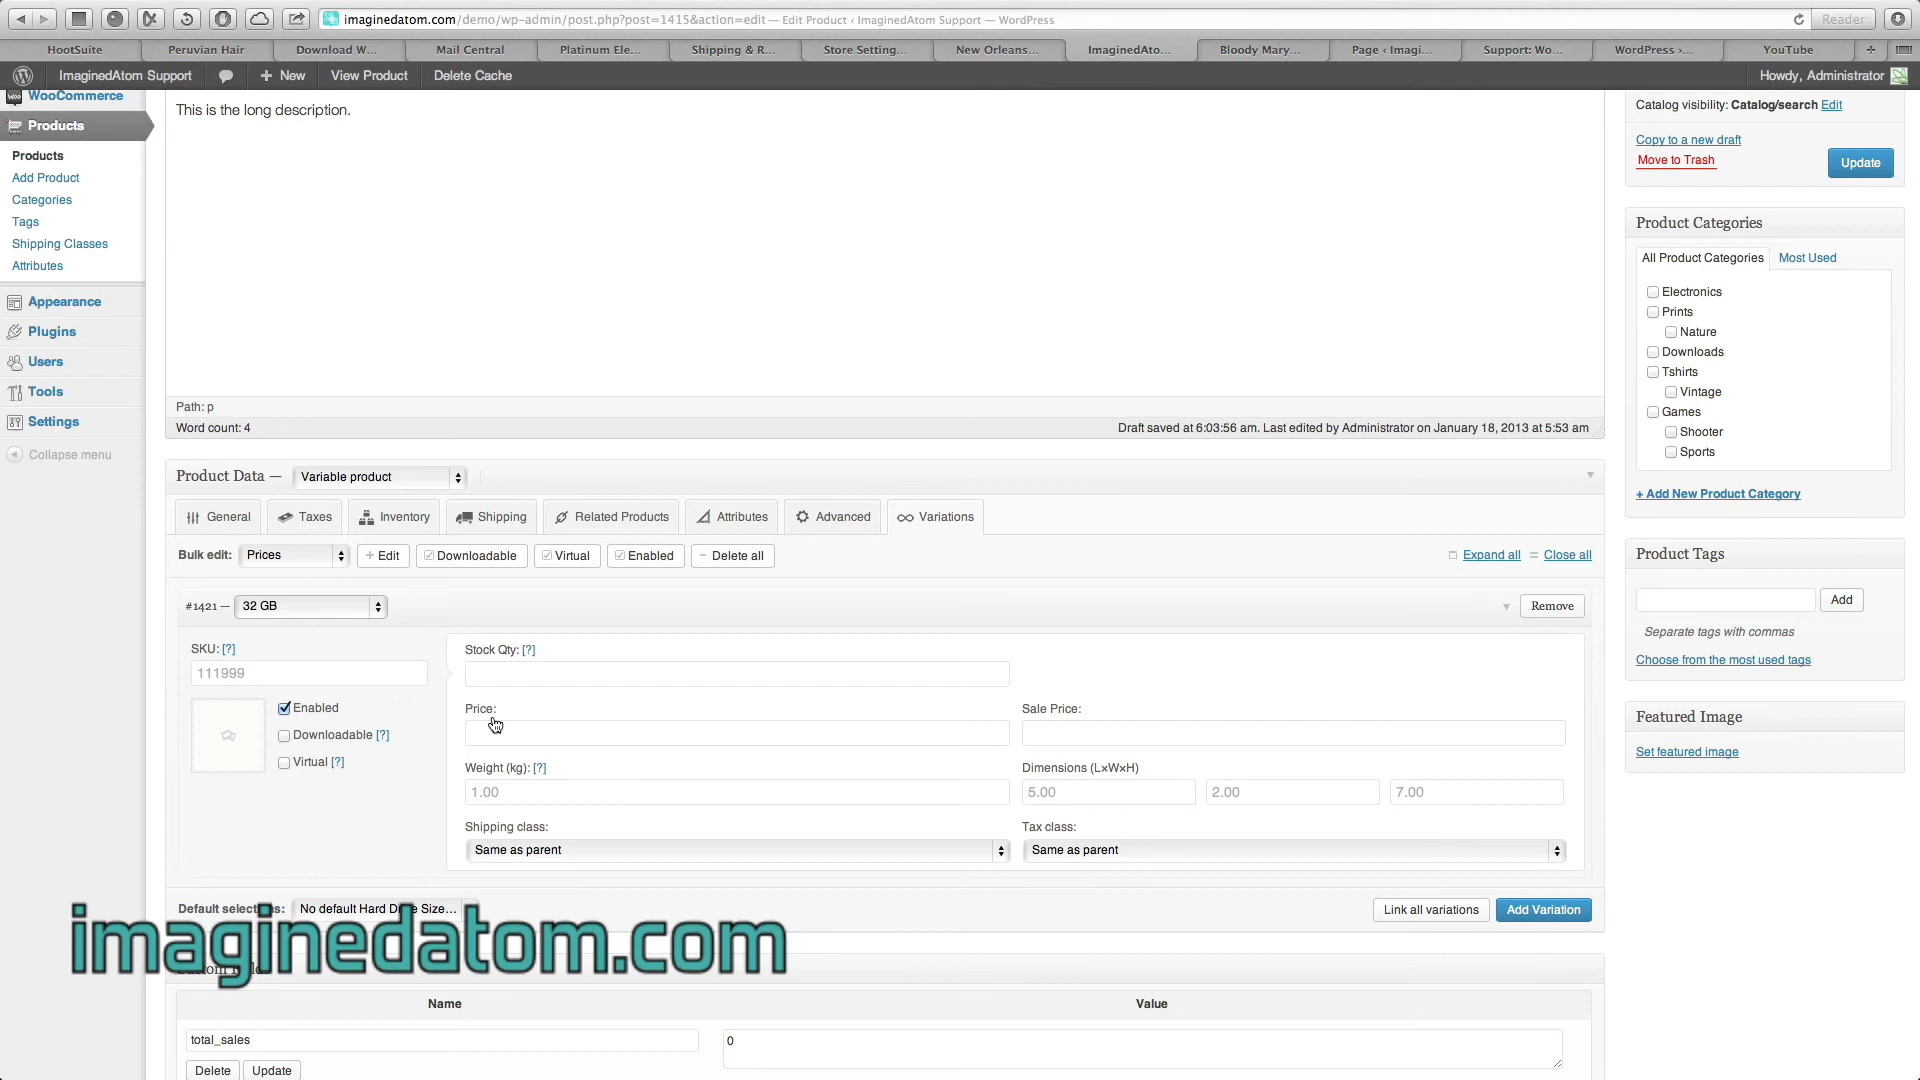 imaginedatom.com/demo/wp-admin/post.php?post=1415&action=edit — Edit Product ‹ ImaginedAtom Support — WordPress
Reader
HootSuite
Peruvian Hair
Download W...
Mail Central
Platinum Ele...
Shipping & R...
Store Setting...
New Orleans...
ImaginedAto...
Bloody Mary...
Page ‹ Imagi...
Support: Wo...
WordPress ›...
YouTube
ImaginedAtom Support
+ New
View Product
Delete Cache
Howdy, Administrator
WooCommerce
Products
Products
Add Product
Categories
Tags
Shipping Classes
Attributes
Appearance
Plugins
Users
Tools
Settings
Collapse menu
This is the long description.
Path: p
Word count: 4
Draft saved at 6:03:56 am. Last edited by Administrator on January 18, 2013 at 5:53 am
Product Data —
Variable product
General
Taxes
Inventory
Shipping
Related Products
Attributes
Advanced
Variations
Bulk edit:
Prices
+ Edit
Downloadable
Virtual
Enabled
− Delete all
Expand all
Close all
#1421 —
32 GB
Remove
SKU: [?]
111999
Enabled
Downloadable [?]
Virtual [?]
Stock Qty: [?]
Price:
Sale Price:
Weight (kg): [?]
1.00
Dimensions (L×W×H)
5.00
2.00
7.00
Shipping class:
Same as parent
Tax class:
Same as parent
Default selections:
No default Hard Drive Size...
Link all variations
Add Variation
imaginedatom.com
Name
Value
total_sales
0
Delete
Update
Catalog visibility: Catalog/search Edit
Copy to a new draft
Move to Trash
Update
Product Categories
All Product Categories
Most Used
Electronics
Prints
Nature
Downloads
Tshirts
Vintage
Games
Shooter
Sports
+ Add New Product Category
Product Tags
Add
Separate tags with commas
Choose from the most used tags
Featured Image
Set featured image